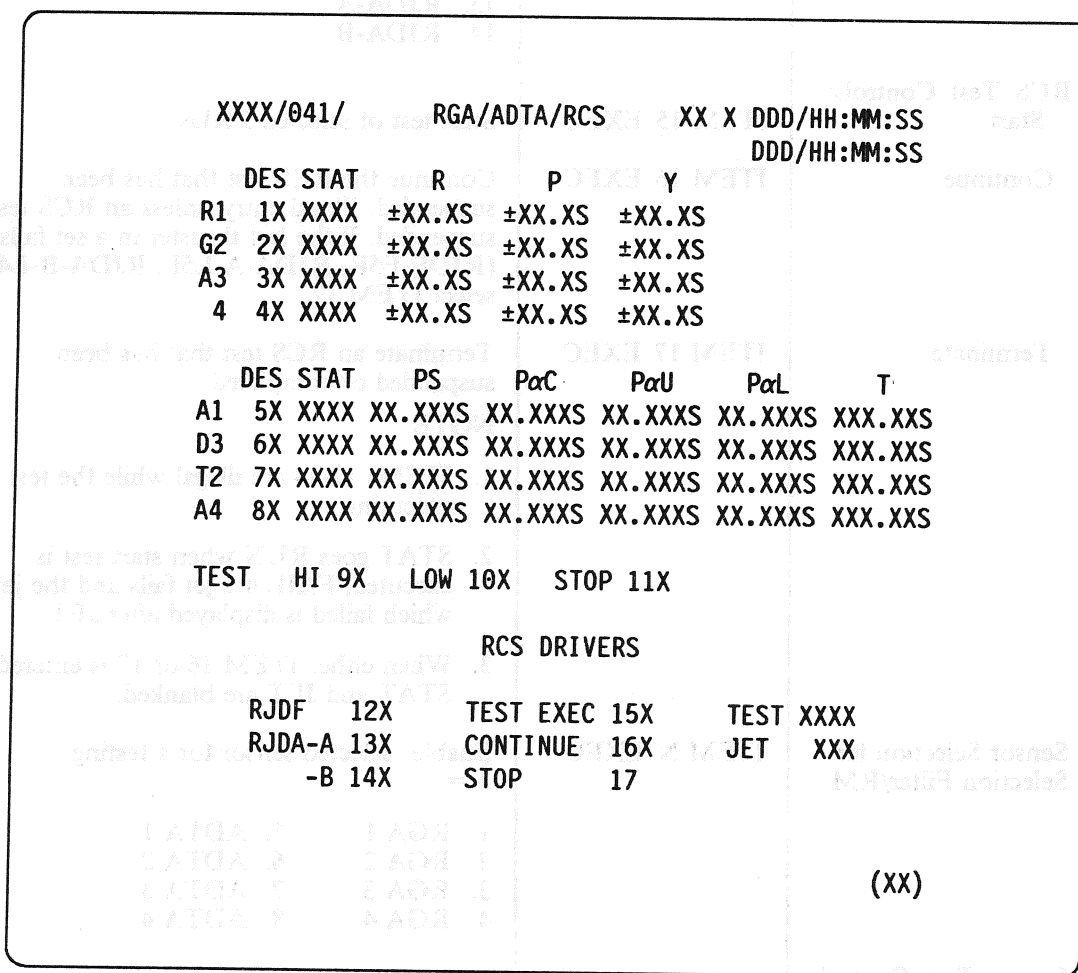 XXXX/041/ RGA/ADTA/RCS XX X DDD/HH:MM:SS
DDD/HH:MM:SS
DES STAT R P Y
R1 1X XXXX ±XX.XS ±XX.XS ±XX.XS
G2 2X XXXX ±XX.XS ±XX.XS ±XX.XS
A3 3X XXXX ±XX.XS ±XX.XS ±XX.XS
4 4X XXXX ±XX.XS ±XX.XS ±XX.XS
DES STAT PS PαC PαU PαL T
A1 5X XXXX XX.XXXS XX.XXXS XX.XXXS XX.XXXS XXX.XXS
D3 6X XXXX XX.XXXS XX.XXXS XX.XXXS XX.XXXS XXX.XXS
T2 7X XXXX XX.XXXS XX.XXXS XX.XXXS XX.XXXS XXX.XXS
A4 8X XXXX XX.XXXS XX.XXXS XX.XXXS XX.XXXS XXX.XXS
TEST HI 9X LOW 10X STOP 11X
RCS DRIVERS
RJDF 12X TEST EXEC 15X TEST XXXX
RJDA-A 13X CONTINUE 16X JET XXX
-B 14X STOP 17
(XX)